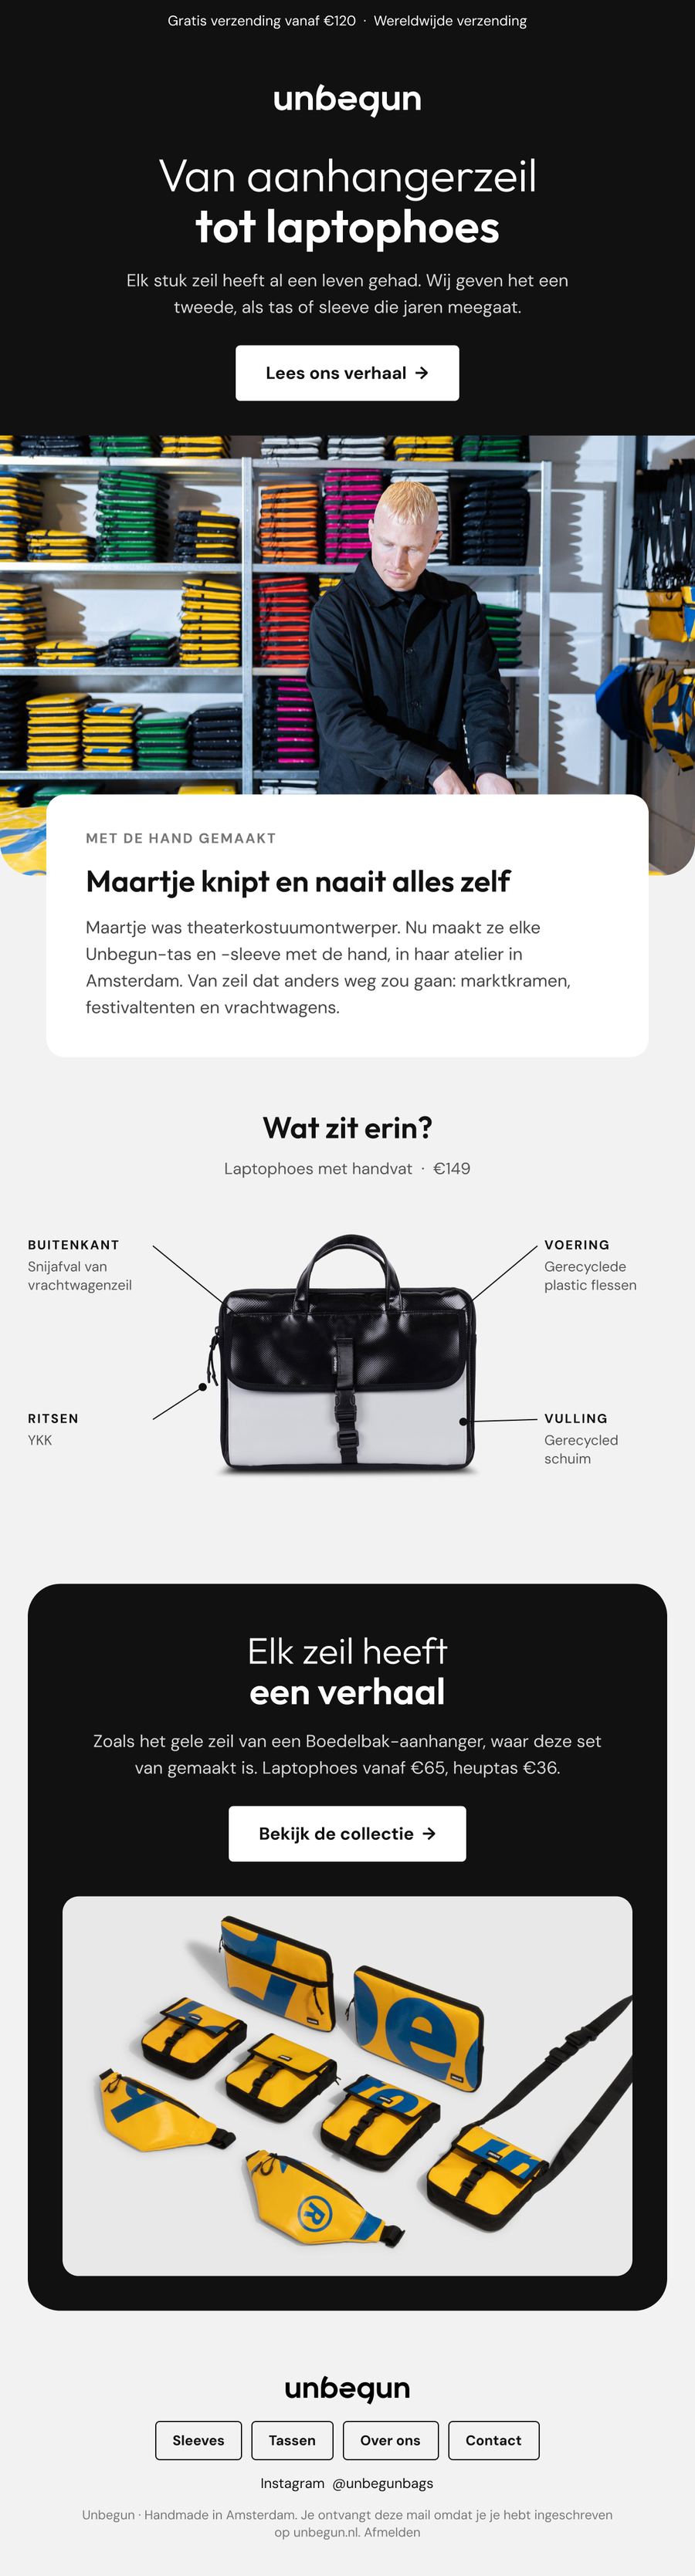 Gratis verzending vanaf €120 · Wereldwijde verzending
unbegun
Van aanhangerzeil
tot laptophoes
Elk stuk zeil heeft al een leven gehad. Wij geven het een
tweede, als tas of sleeve die jaren meegaat.
Lees ons verhaal →
MET DE HAND GEMAAKT
Maartje knipt en naait alles zelf
Maartje was theaterkostuumontwerper. Nu maakt ze elke
Unbegun-tas en -sleeve met de hand, in haar atelier in
Amsterdam. Van zeil dat anders weg zou gaan: marktkramen,
festivaltenten en vrachtwagens.
Wat zit erin?
Laptophoes met handvat · €149
BUITENKANT
Snijafval van
vrachtwagenzeil
VOERING
Gerecyclede
plastic flessen
RITSEN
YKK
VULLING
Gerecycled
schuim
Elk zeil heeft
een verhaal
Zoals het gele zeil van een Boedelbak-aanhanger, waar deze set
van gemaakt is. Laptophoes vanaf €65, heuptas €36.
Bekijk de collectie →
e
®
unbegun
Sleeves
Tassen
Over ons
Contact
Instagram @unbegunbags
Unbegun · Handmade in Amsterdam. Je ontvangt deze mail omdat je je hebt ingeschreven
op unbegun.nl. Afmelden